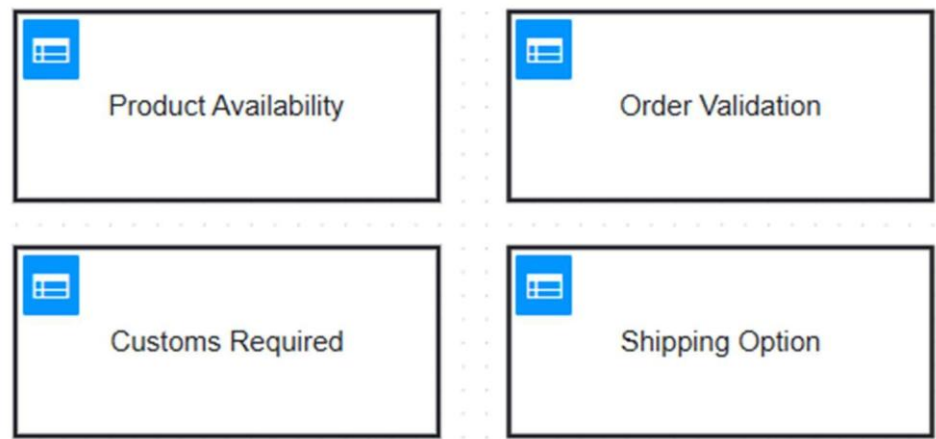 Product Availability
Order Validation
Customs Required
Shipping Option